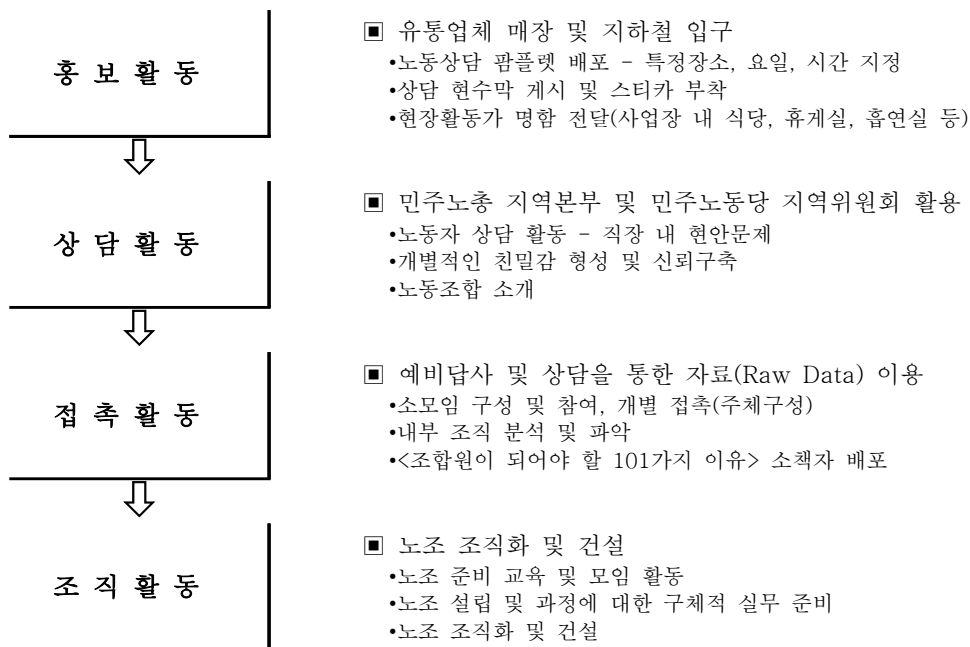 홍 보 활 동
▣ 유통업체 매장 및 지하철 입구
•노동상담 팜플렛 배포 - 특정장소, 요일, 시간 지정
•상담 현수막 게시 및 스티카 부착
•현장활동가 명함 전달(사업장 내 식당, 휴게실, 흡연실 등)
상 담 활 동
▣ 민주노총 지역본부 및 민주노동당 지역위원회 활용
•노동자 상담 활동 - 직장 내 현안문제
•개별적인 친밀감 형성 및 신뢰구축
•노동조합 소개
접 촉 활 동
▣ 예비답사 및 상담을 통한 자료(Raw Data) 이용
•소모임 구성 및 참여, 개별 접촉(주체구성)
•내부 조직 분석 및 파악
•<조합원이 되어야 할 101가지 이유> 소책자 배포
조 직 활 동
▣ 노조 조직화 및 건설
•노조 준비 교육 및 모임 활동
•노조 설립 및 과정에 대한 구체적 실무 준비
•노조 조직화 및 건설